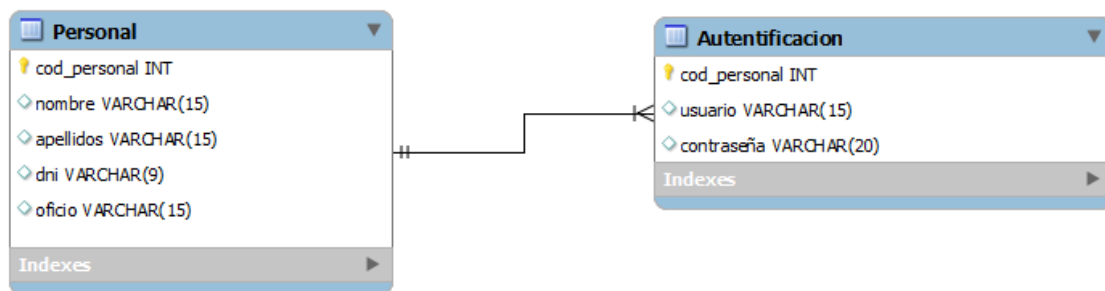 Personal
cod_personal INT
nombre VARCHAR(15)
apellidos VARCHAR(15)
dni VARCHAR(9)
oficio VARCHAR(15)
Indexes
Autentificacion
cod_personal INT
usuario VARCHAR(15)
contraseña VARCHAR(20)
Indexes